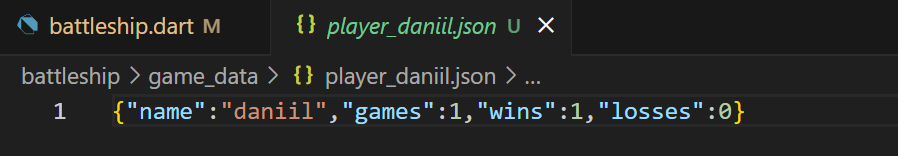 battleship.dart M {} player_daniil.json U ×
battleship > game_data > {} player_daniil.json > ...
1 {"name":"daniil","games":1,"wins":1,"losses":0}